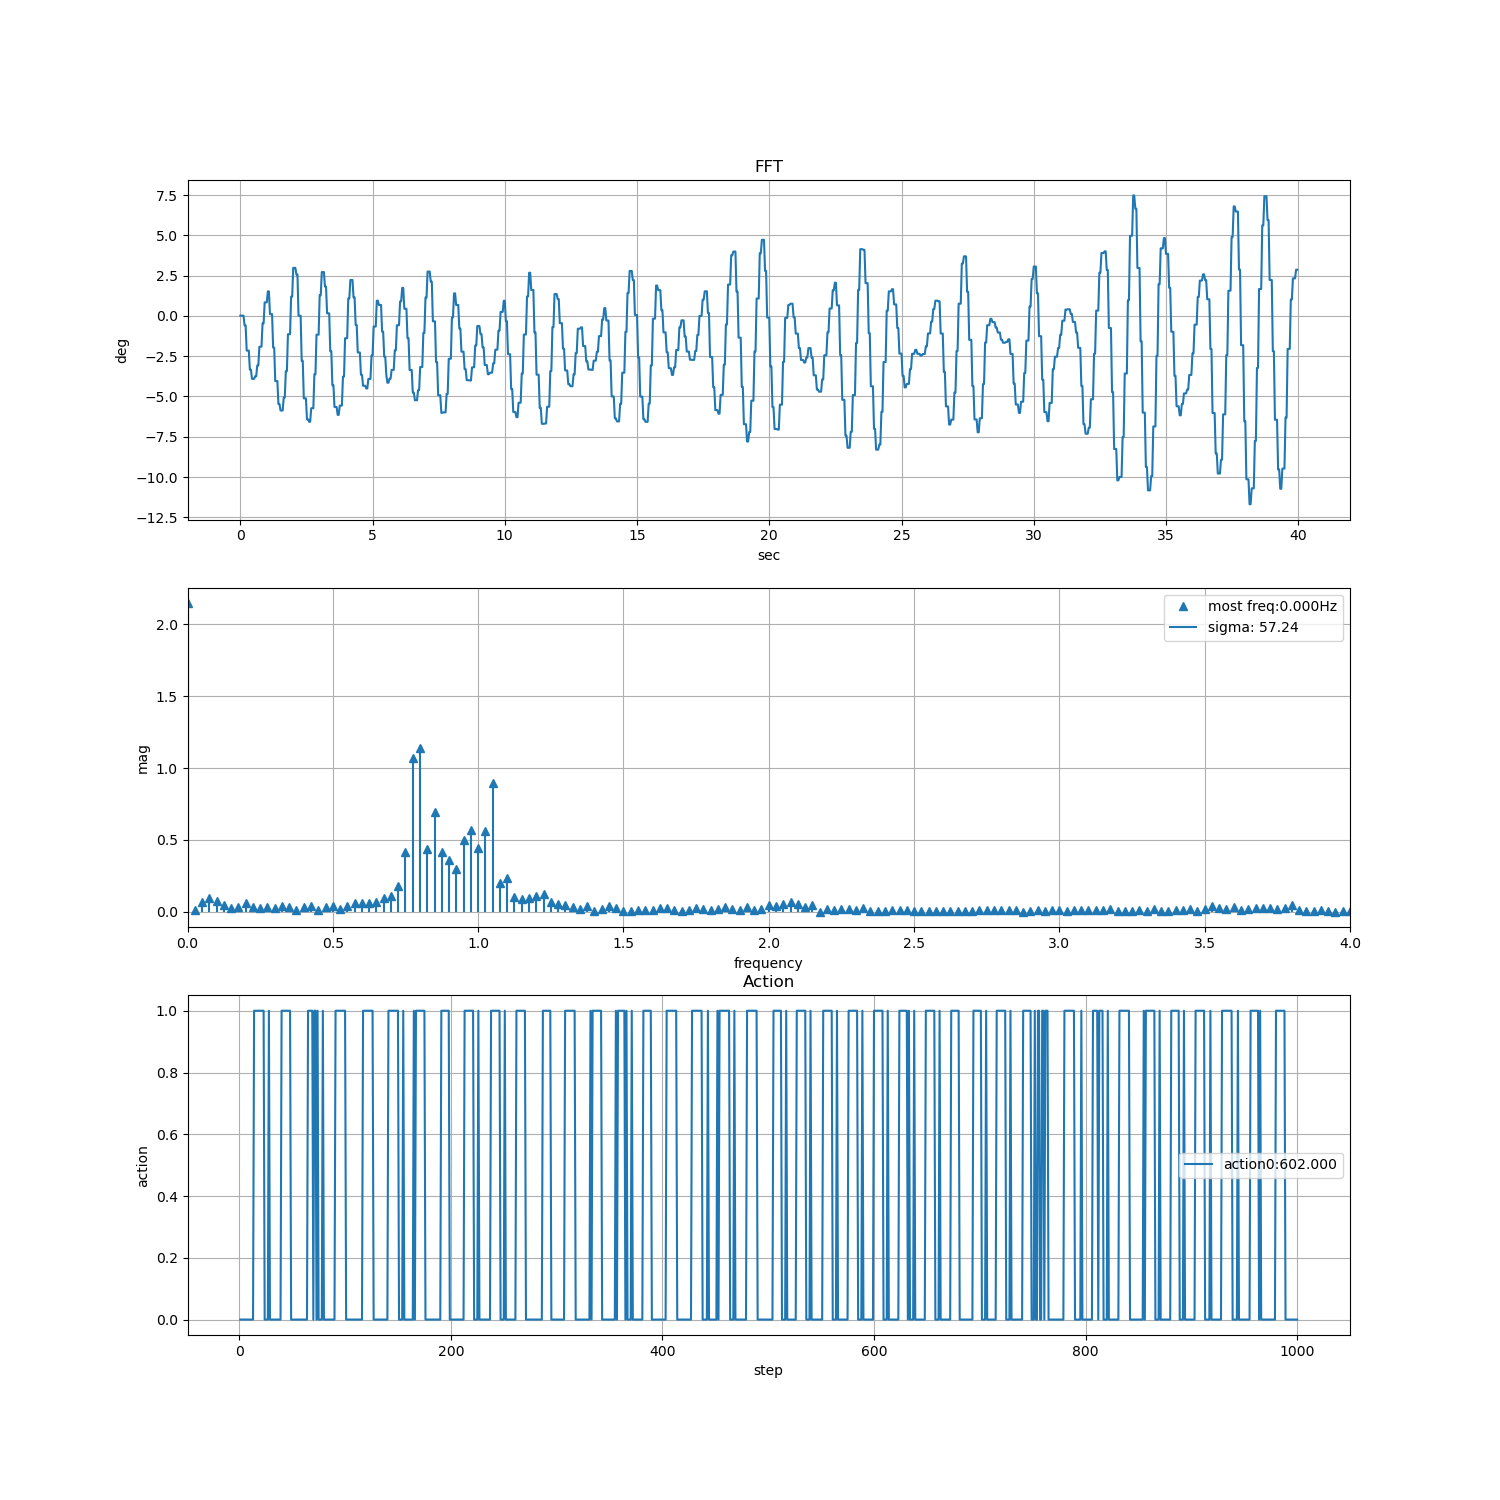 FFT
7.5
5.0
2.5
0.0
−2.5
−5.0
−7.5
−10.0
−12.5
deg
0 5 10 15 20 25 30 35 40
sec
most freq:0.000Hz
sigma: 57.24
2.0
1.5
1.0
0.5
0.0
mag
0.0 0.5 1.0 1.5 2.0 2.5 3.0 3.5 4.0
frequency
Action
1.0
0.8
0.6
0.4
0.2
0.0
action
action0:602.000
0 200 400 600 800 1000
step